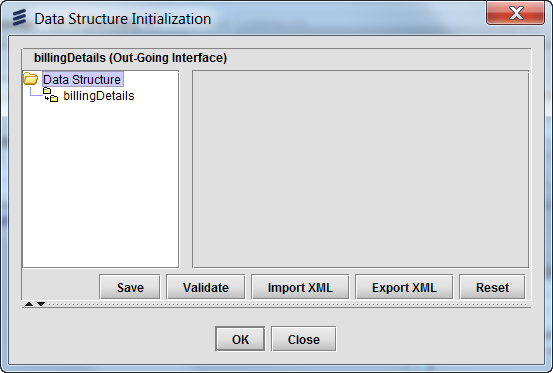 Data Structure Initialization
billingDetails (Out-Going Interface)
Data Structure
billingDetails
Save Validate Import XML Export XML Reset
OK Close